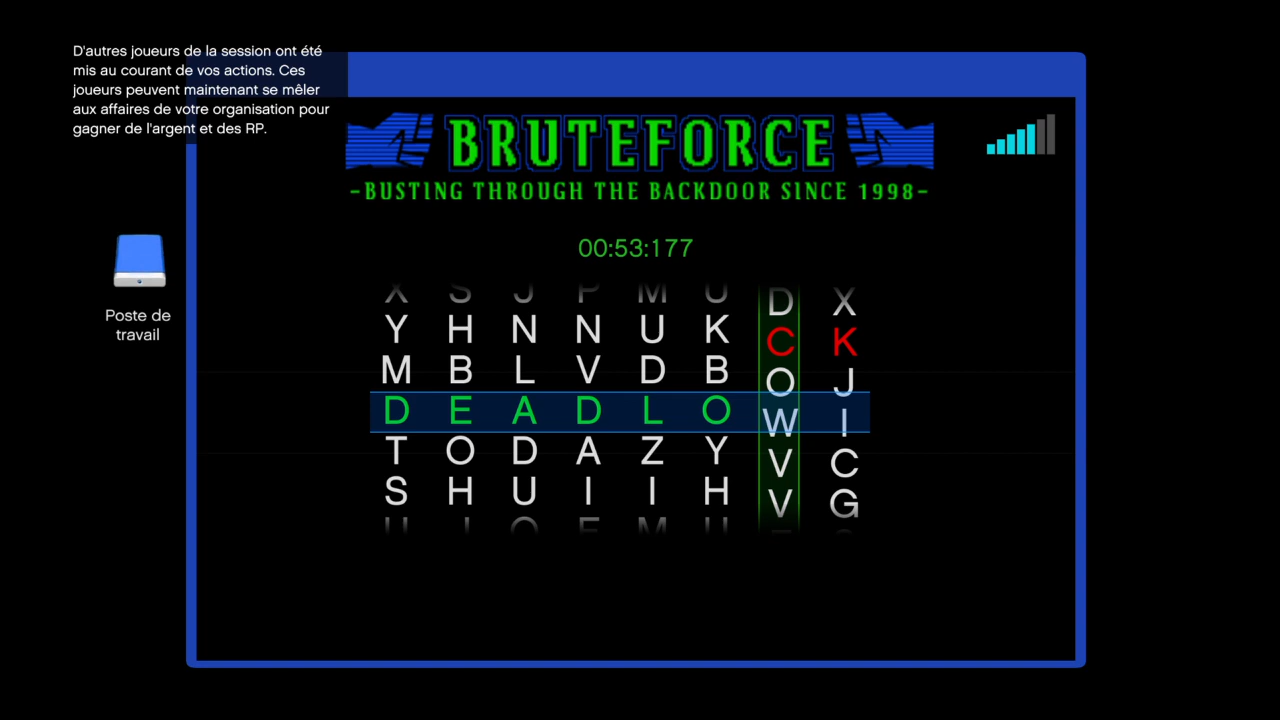 D'autres joueurs de la session ont été
mis au courant de vos actions. Ces
joueurs peuvent maintenant se mêler
aux affaires de votre organisation pour
gagner de l'argent et des RP.
BRUTEFORCE
-BUSTING THROUGH THE BACKDOOR SINCE 1998-
00:53:177
Poste de
travail
X S J P M U D X
Y H N N U K C K
M B L V D B O J
D E A D L O W I
T O D A Z Y V C
S H U I I H V G